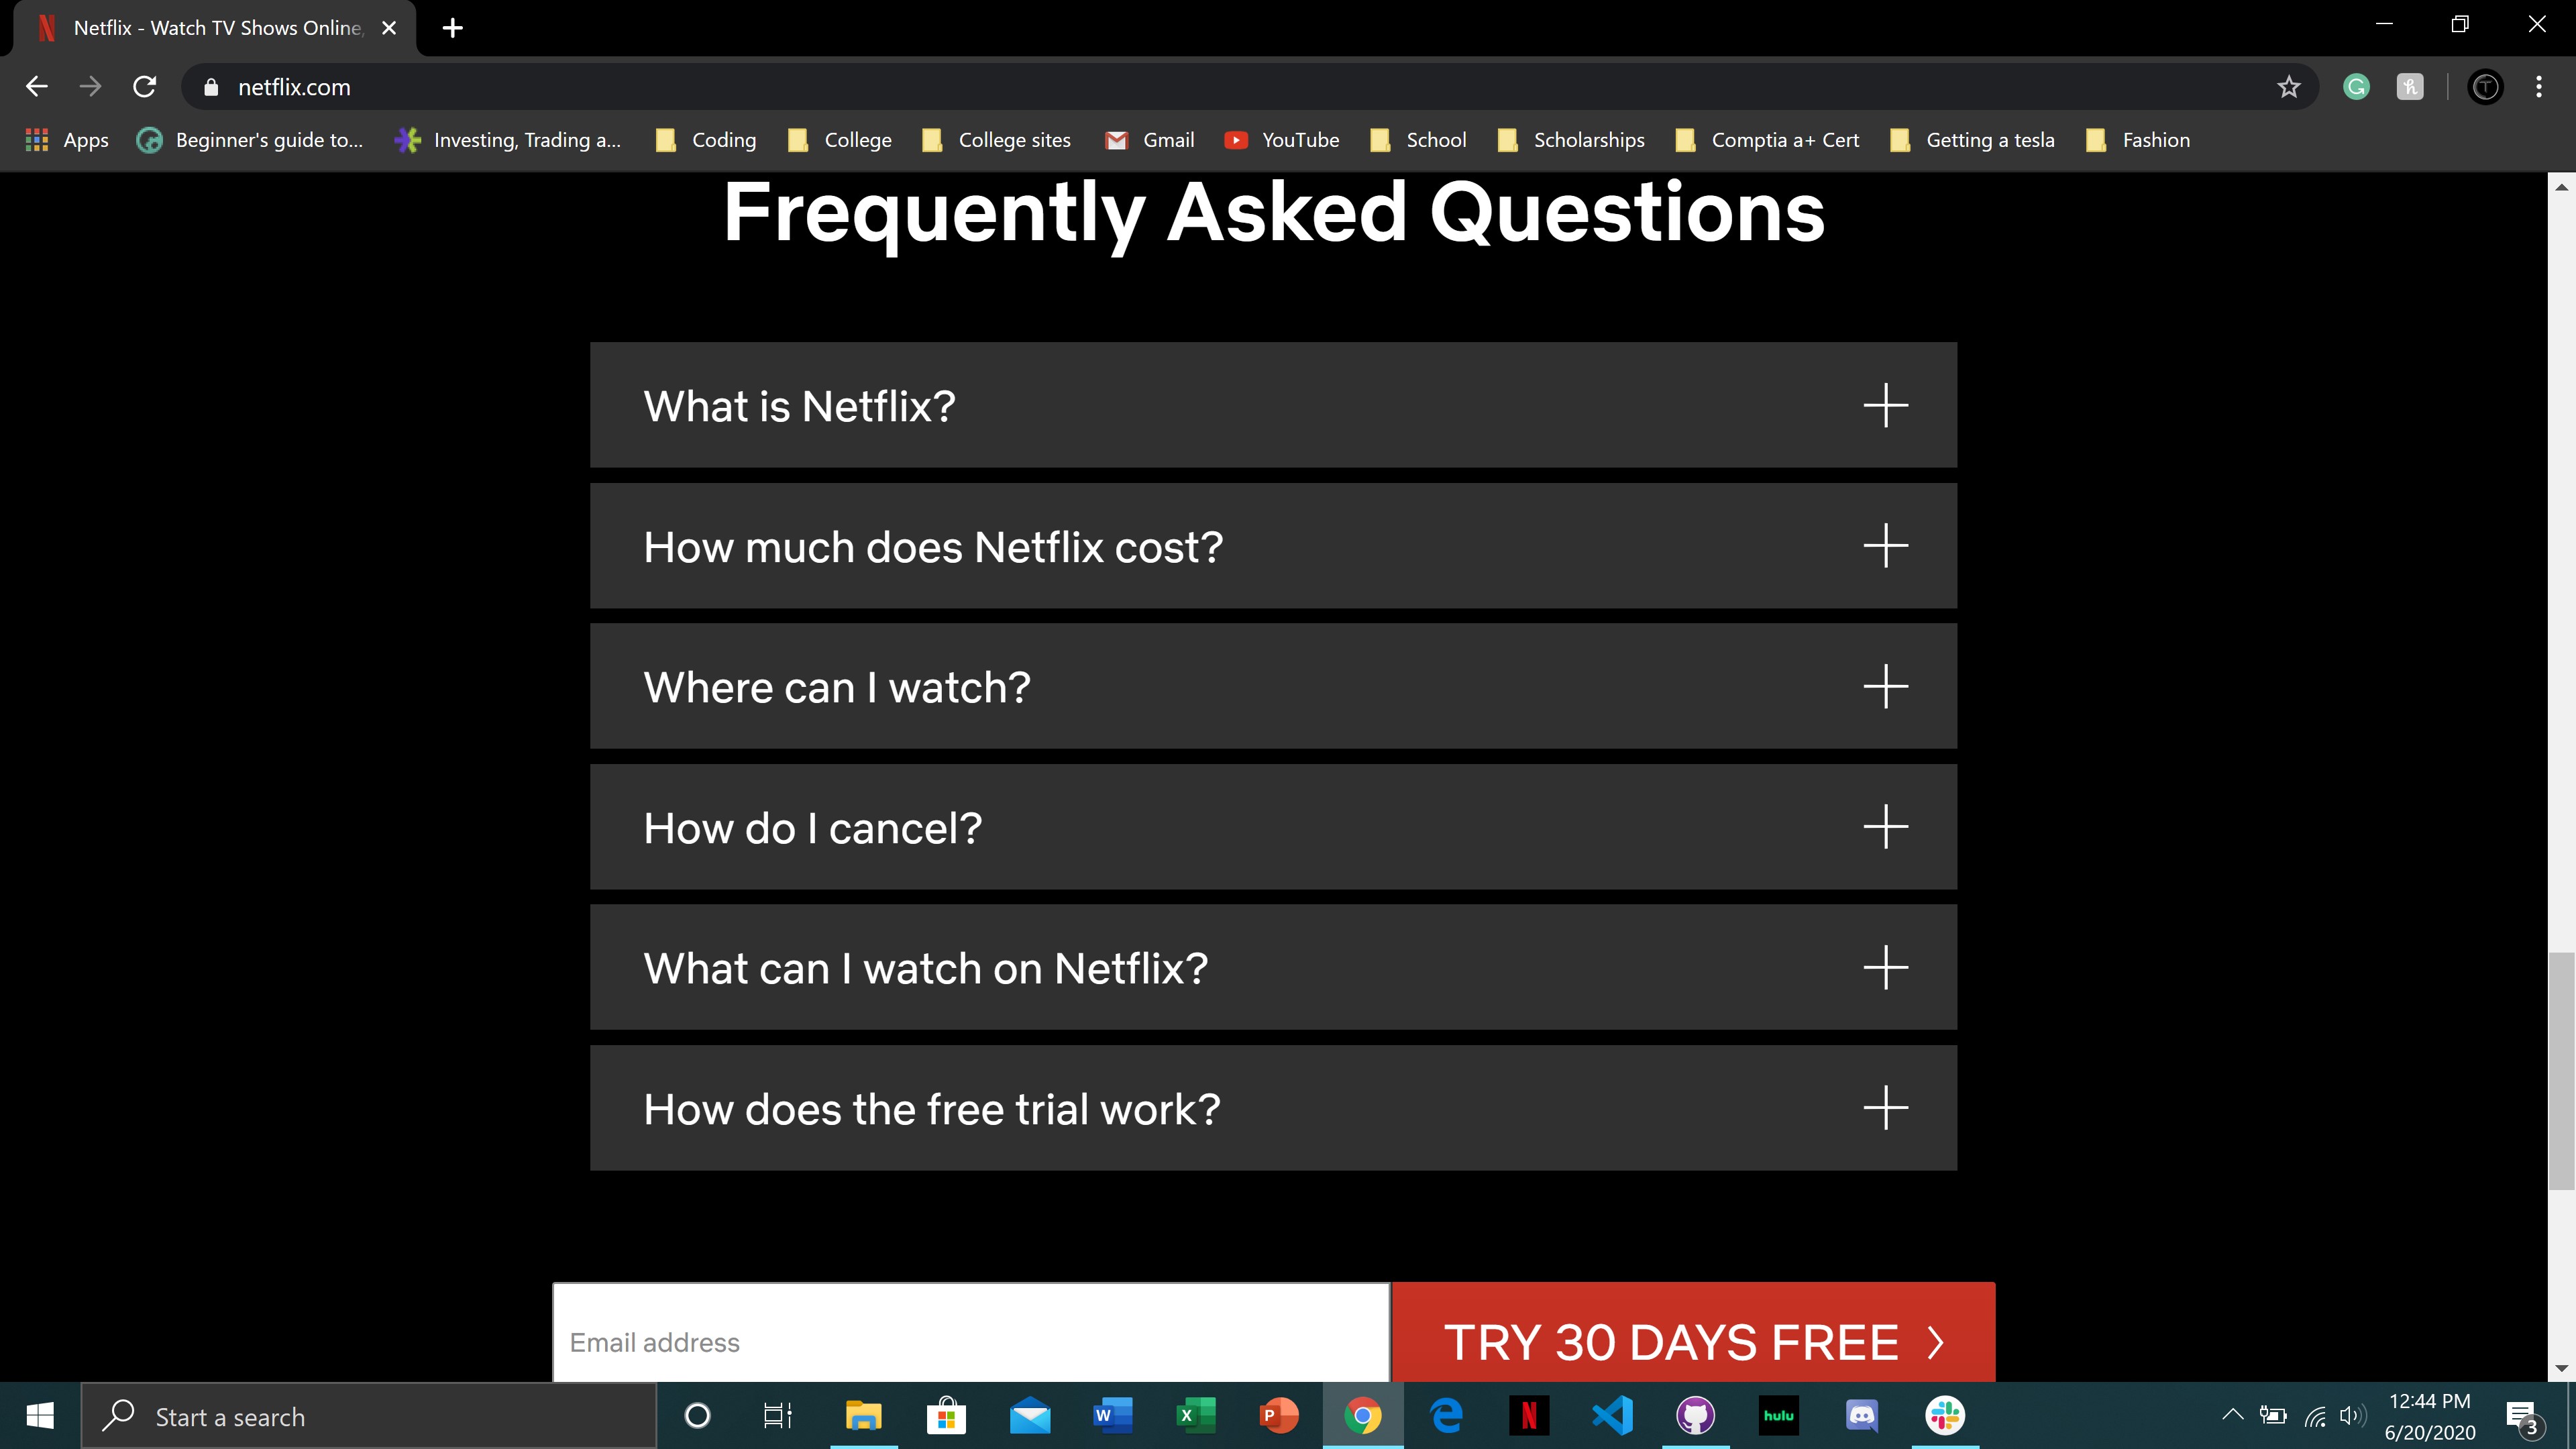 Netflix - Watch TV Shows Online,
netflix.com
Apps Beginner's guide to... Investing, Trading a... Coding College College sites Gmail YouTube School Scholarships Comptia a+ Cert Getting a tesla Fashion
Frequently Asked Questions
What is Netflix?
How much does Netflix cost?
Where can I watch?
How do I cancel?
What can I watch on Netflix?
How does the free trial work?
Email address TRY 30 DAYS FREE
Start a search
hulu
12:44 PM
6/20/2020
3